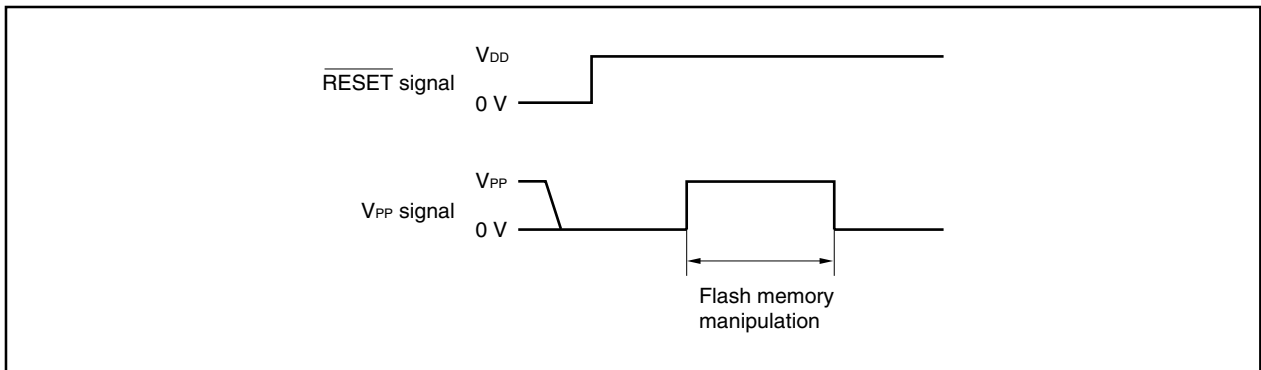 VDD
RESET signal
0 V
VPP
VPP signal
0 V
Flash memory
manipulation